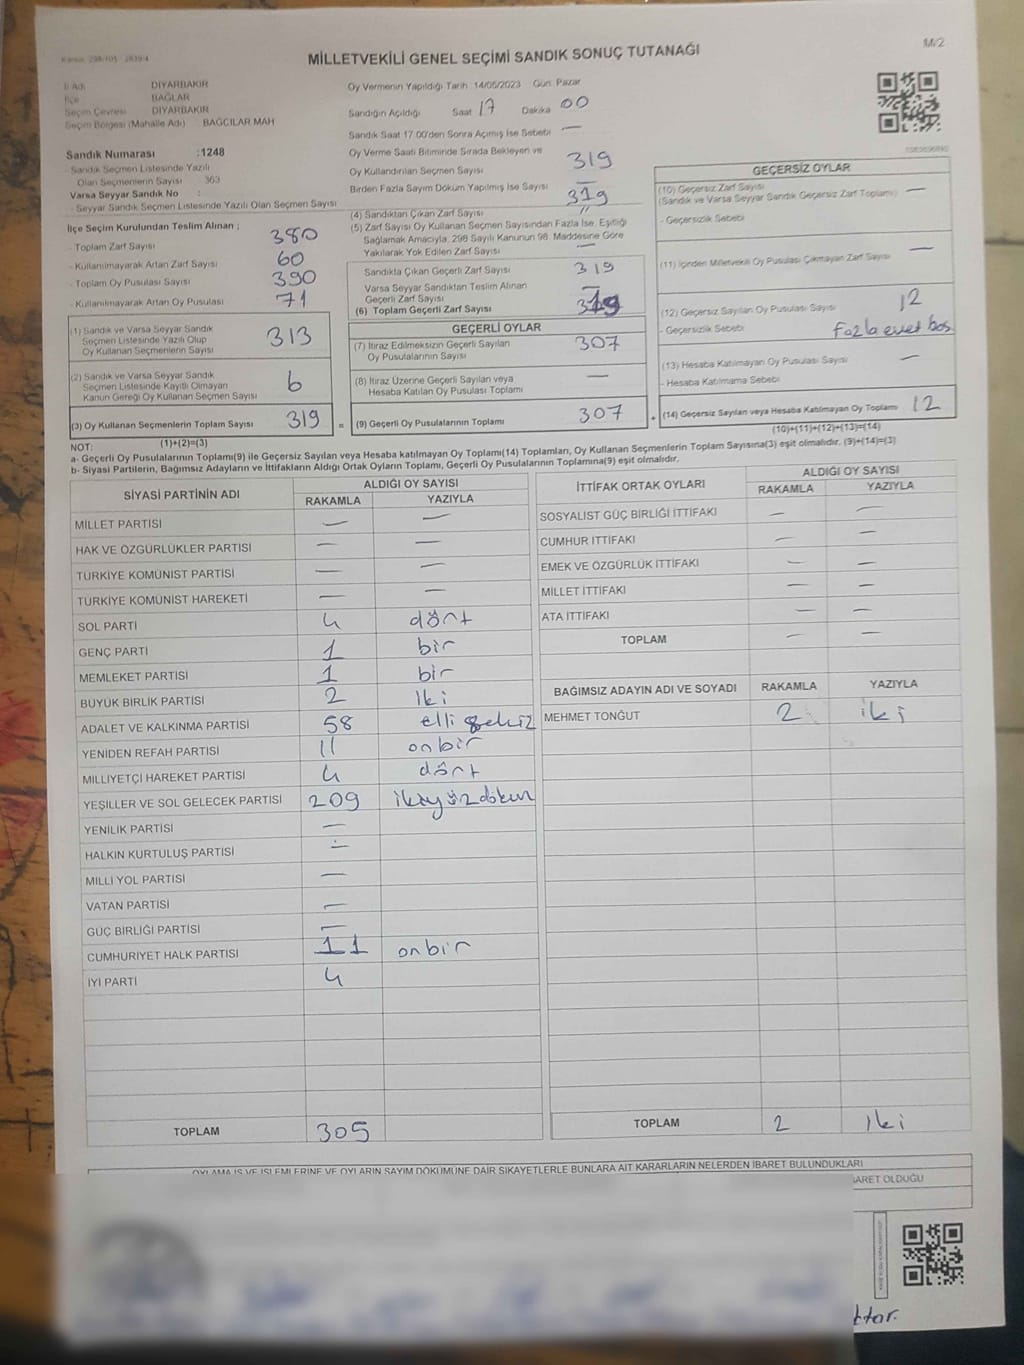 MİLLETVEKİLİ GENEL SEÇİMİ SANDIK SONUÇ TUTANAĞI
M/2
İl Adı DİYARBAKIR
İlçe BAĞLAR
Seçim Çevresi DİYARBAKIR
Seçim Bölgesi (Mahalle Adı) BAĞCILAR MAH
Sandık Numarası :1248
- Sandık Seçmen Listesinde Yazılı
Olan Seçmenlerin Sayısı 363
Varsa Seyyar Sandık No :
- Seyyar Sandık Seçmen Listesinde Yazılı Olan Seçmen Sayısı
İlçe Seçim Kurulundan Teslim Alınan ;
- Toplam Zarf Sayısı 380
- Kullanılmayarak Artan Zarf Sayısı 60
- Toplam Oy Pusulası Sayısı 390
- Kullanılmayarak Artan Oy Pusulası 71
(1) Sandık ve Varsa Seyyar Sandık
Seçmen Listesinde Yazılı Olup
Oy Kullanan Seçmenlerin Sayısı 313
(2) Sandık ve Varsa Seyyar Sandık
Seçmen Listesinde Kayıtlı Olmayan
Kanun Gereği Oy Kullanan Seçmen Sayısı 6
(3) Oy Kullanan Seçmenlerin Toplam Sayısı 319
(1)+(2)=(3)
Oy Vermenin Yapıldığı Tarih 14/05/2023 Gün Pazar
Sandığın Açıldığı Saat 17 Dakika 00
Sandık Saat 17 00'den Sonra Açımış İse Sebebi —
Oy Verme Saati Bitiminde Sırada Bekleyen ve
Oy Kullandırılan Seçmen Sayısı 319
Birden Fazla Sayım Döküm Yapılmış İse Sayısı —
(4) Sandıktan Çıkan Zarf Sayısı 319
(5) Zarf Sayısı Oy Kullanan Seçmen Sayısından Fazla İse, Eşitliği
Sağlamak Amacıyla, 298 Sayılı Kanunun 98. Maddesine Göre
Yakılarak Yok Edilen Zarf Sayısı —
Sandıkta Çıkan Geçerli Zarf Sayısı 319
Varsa Seyyar Sandıktan Teslim Alınan
Geçerli Zarf Sayısı —
(6) Toplam Geçerli Zarf Sayısı 319
GEÇERLİ OYLAR
(7) İtiraz Edilmeksizin Geçerli Sayılan
Oy Pusulalarının Sayısı 307
(8) İtiraz Üzerine Geçerli Sayılan veya
Hesaba Katılan Oy Pusulası Toplamı —
= (9) Geçerli Oy Pusulalarının Toplamı 307 +
GEÇERSİZ OYLAR
(10) Geçersiz Zarf Sayısı
(Sandık ve Varsa Seyyar Sandık Geçersiz Zarf Toplamı) —
- Geçersizlik Sebebi
(11) İçinden Milletvekili Oy Pusulası Çıkmayan Zarf Sayısı —
(12) Geçersiz Sayılan Oy Pusulası Sayısı 12
- Geçersizlik Sebebi Fazla evet boş
(13) Hesaba Katılmayan Oy Pusulası Sayısı —
- Hesaba Katılmama Sebebi
(14) Geçersiz Sayılan veya Hesaba Katılmayan Oy Toplamı 12
(10)+(11)+(12)+(13)=(14)
NOT:
a- Geçerli Oy Pusulalarının Toplamı(9) ile Geçersiz Sayılan veya Hesaba katılmayan Oy Toplamı(14) Toplamları, Oy Kullanan Seçmenlerin Toplam Sayısına(3) eşit olmalıdır. (9)+(14)=(3)
b- Siyasi Partilerin, Bağımsız Adayların ve İttifakların Aldığı Ortak Oyların Toplamı, Geçerli Oy Pusulalarının Toplamına(9) eşit olmalıdır.
SİYASİ PARTİNİN ADI ALDIĞI OY SAYISI
RAKAMLA YAZIYLA
MİLLET PARTİSİ — —
HAK VE ÖZGÜRLÜKLER PARTİSİ — —
TÜRKİYE KOMÜNİST PARTİSİ — —
TÜRKİYE KOMÜNİST HAREKETİ — —
SOL PARTİ 4 dört
GENÇ PARTİ 1 bir
MEMLEKET PARTİSİ 1 bir
BÜYÜK BİRLİK PARTİSİ 2 iki
ADALET VE KALKINMA PARTİSİ 58 elli sekiz
YENİDEN REFAH PARTİSİ 11 onbir
MİLLİYETÇİ HAREKET PARTİSİ 4 dört
YEŞİLLER VE SOL GELECEK PARTİSİ 209
YENİLİK PARTİSİ —
HALKIN KURTULUŞ PARTİSİ —
MİLLİ YOL PARTİSİ —
VATAN PARTİSİ —
GÜÇ BİRLİĞİ PARTİSİ —
CUMHURİYET HALK PARTİSİ 11 onbir
İYİ PARTİ 4
TOPLAM 305
İTTİFAK ORTAK OYLARI ALDIĞI OY SAYISI
RAKAMLA YAZIYLA
SOSYALİST GÜÇ BİRLİĞİ İTTİFAKI — —
CUMHUR İTTİFAKI — —
EMEK VE ÖZGÜRLÜK İTTİFAKI — —
MİLLET İTTİFAKI — —
ATA İTTİFAKI — —
TOPLAM — —
BAĞIMSIZ ADAYIN ADI VE SOYADI RAKAMLA YAZIYLA
MEHMET TONĞUT 2 iki
TOPLAM 2 iki
OYLAMA İŞ VE İŞLEMLERİNE VE OYLARIN SAYIM DÖKÜMÜNE DAİR ŞİKAYETLERLE BUNLARA AİT KARARLARIN NELERDEN İBARET BULUNDUKLARI
BARET OLDUĞU